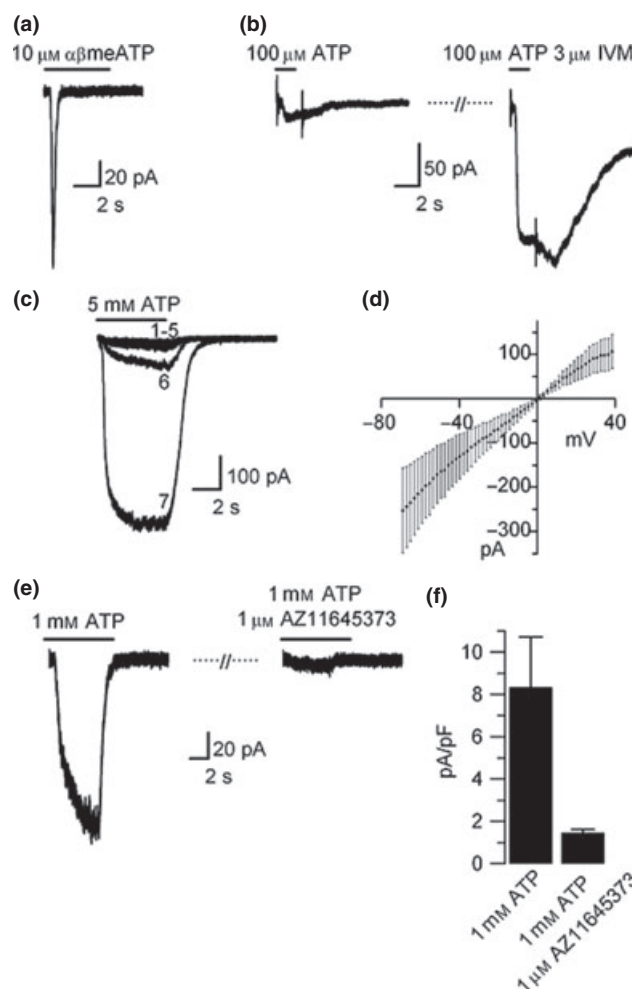 (a)
10 µM αβmeATP
20 pA
2 s
(b)
100 µM ATP
100 µM ATP 3 µM IVM
//
50 pA
2 s
(c)
5 mM ATP
1-5
6
7
100 pA
2 s
(d)
100
−80
−40
40
mV
−100
−200
−300
pA
(e)
1 mM ATP
1 mM ATP
1 µM AZ11645373
//
20 pA
2 s
(f)
pA/pF
10
8
6
4
2
0
1 mM ATP
1 mM ATP
1 µM AZ11645373